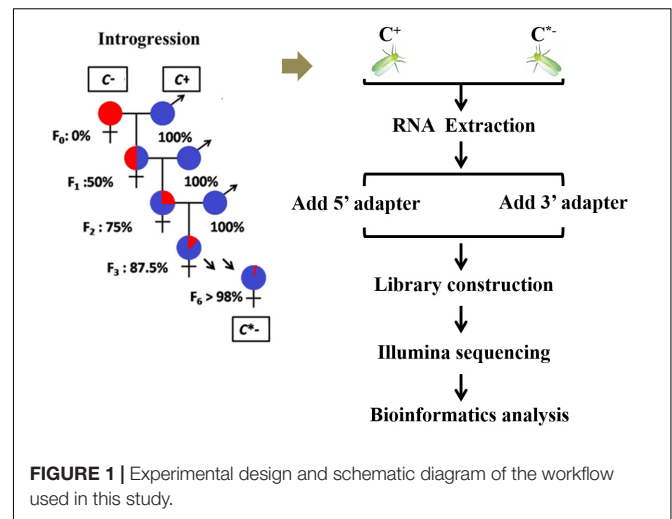 Introgression
C- C+
F₀: 0% 100%
F₁ :50% 100%
F₂ : 75% 100%
F₃ : 87.5%
F₆ > 98%
C*-
C⁺ C*⁻
RNA Extraction
Add 5’ adapter Add 3’ adapter
Library construction
Illumina sequencing
Bioinformatics analysis
FIGURE 1 | Experimental design and schematic diagram of the workflow
used in this study.